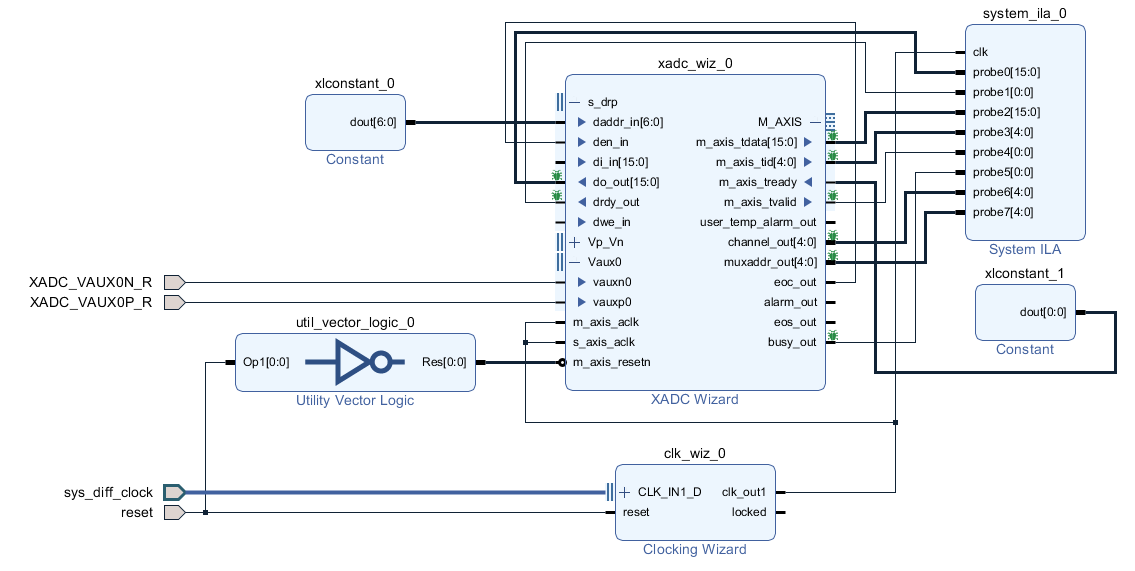 system_ila_0
clk
probe0[15:0]
probe1[0:0]
probe2[15:0]
probe3[4:0]
probe4[0:0]
probe5[0:0]
probe6[4:0]
probe7[4:0]
System ILA
xadc_wiz_0
s_drp
daddr_in[6:0]
den_in
di_in[15:0]
do_out[15:0]
drdy_out
dwe_in
Vp_Vn
Vaux0
vauxn0
vauxp0
m_axis_aclk
s_axis_aclk
m_axis_resetn
M_AXIS
m_axis_tdata[15:0]
m_axis_tid[4:0]
m_axis_tready
m_axis_tvalid
user_temp_alarm_out
channel_out[4:0]
muxaddr_out[4:0]
eoc_out
alarm_out
eos_out
busy_out
XADC Wizard
xlconstant_0
dout[6:0]
Constant
xlconstant_1
dout[0:0]
Constant
XADC_VAUX0N_R
XADC_VAUX0P_R
util_vector_logic_0
Op1[0:0]
Res[0:0]
Utility Vector Logic
sys_diff_clock
reset
clk_wiz_0
CLK_IN1_D
reset
clk_out1
locked
Clocking Wizard